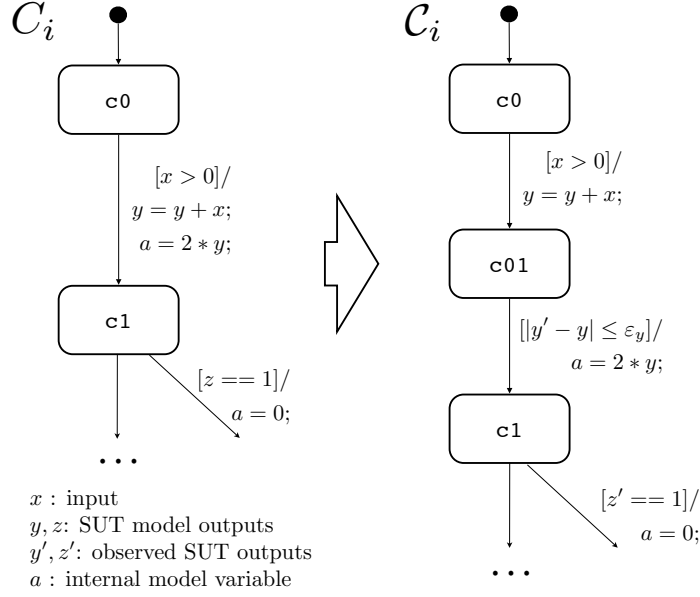 C_i
c0
[x > 0]/
y = y + x;
a = 2 * y;
c1
[z == 1]/
a = 0;
...
x : input
y, z: SUT model outputs
y′, z′: observed SUT outputs
a : internal model variable
𝒞_i
c0
[x > 0]/
y = y + x;
c01
[|y′ − y| ≤ ε_y]/
a = 2 * y;
c1
[z′ == 1]/
a = 0;
...